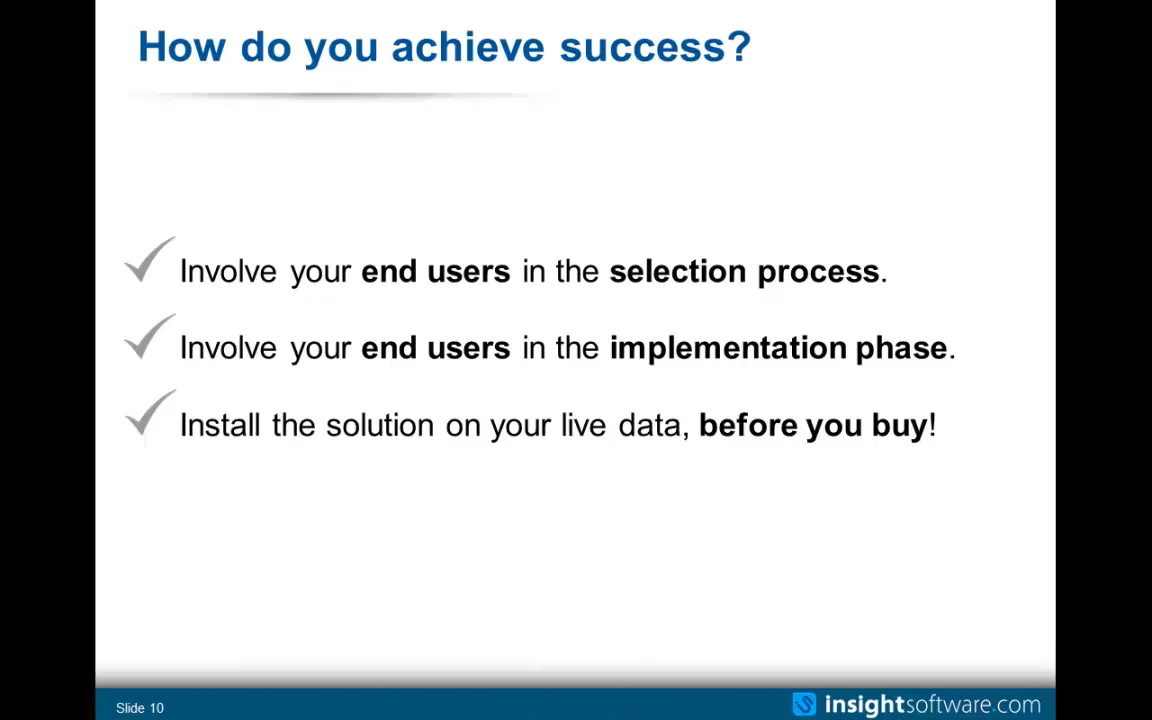 How do you achieve success?
Involve your end users in the selection process.
Involve your end users in the implementation phase.
Install the solution on your live data, before you buy!
Slide 10
insightsoftware.com